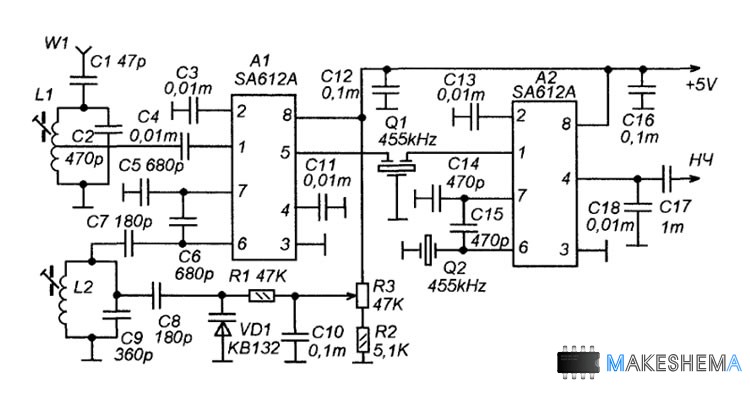 W1
C1 47p
A1
SA612A
L1
C2
470p
C3
0,01m
C4
0,01m
C5 680p
C7 180p
C6
680p
2
1
7
6
8
5
4
3
C11
0,01m
C12
0,1m
Q1
455kHz
C13
0,01m
A2
SA612A
2
1
7
6
8
4
3
+5V
C16
0,1m
НЧ
C14
470p
C15
470p
Q2
455kHz
C18
0,01m
C17
1m
L2
C9
360p
C8
180p
R1 47K
VD1
KB132
C10
0,1m
R3
47K
R2
5,1K
MAKESHEMA